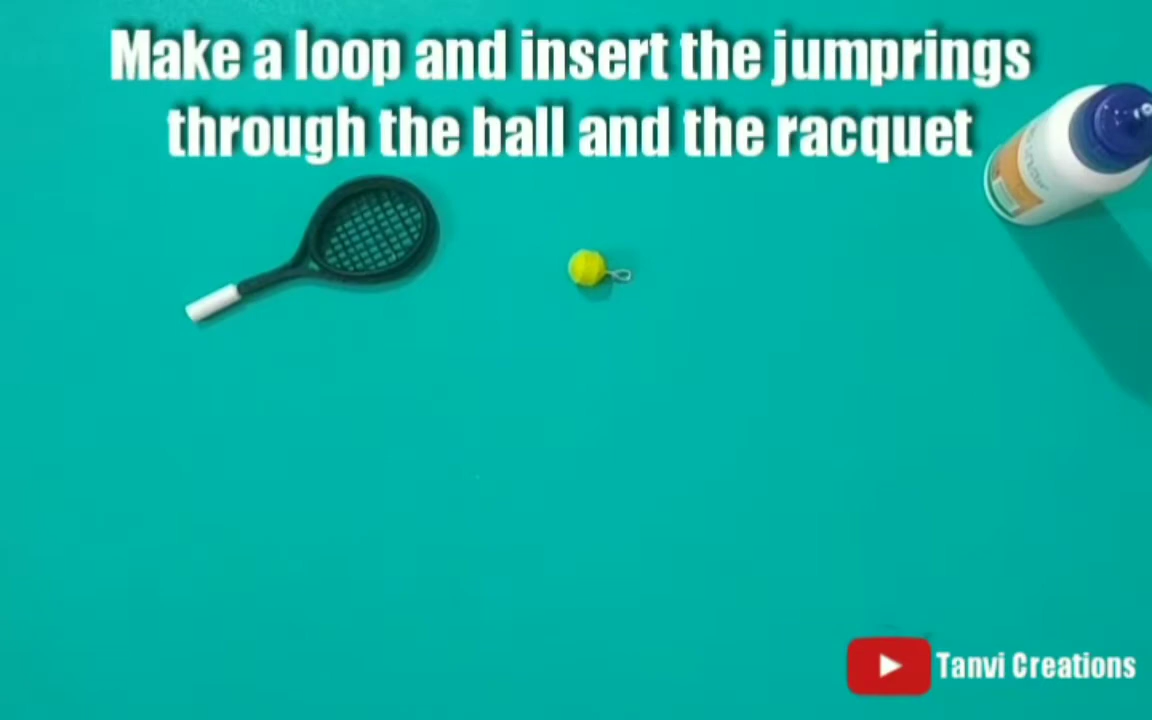 Make a loop and insert the jumprings
through the ball and the racquet
Tanvi Creations